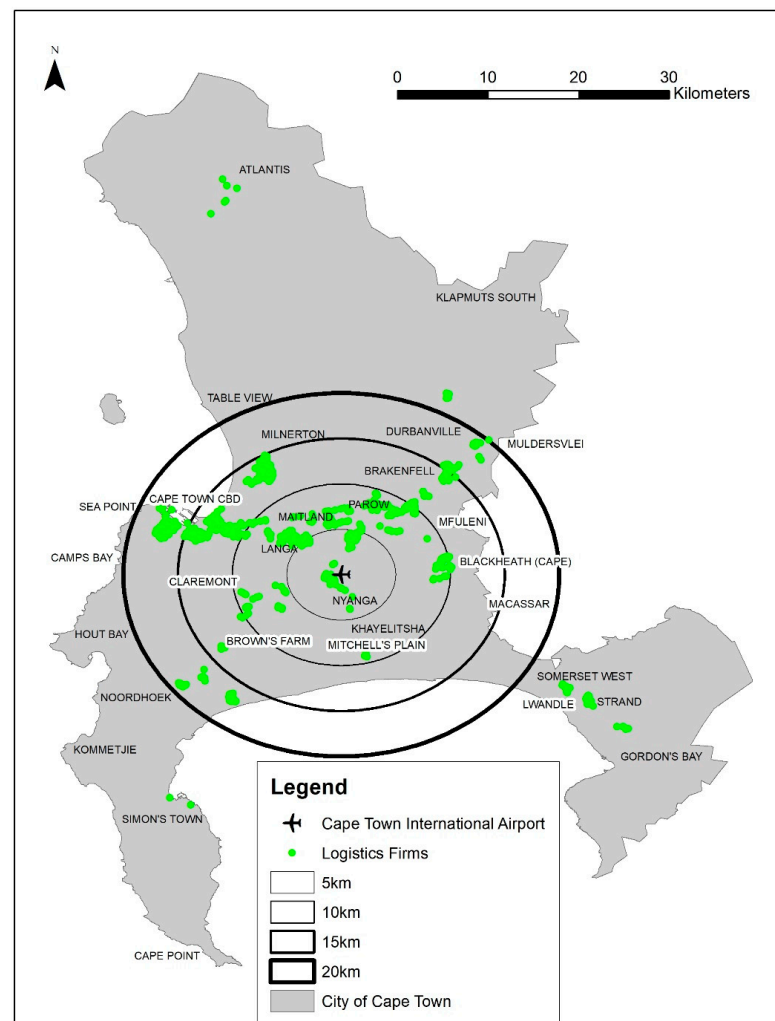 N
0 10 20 30
Kilometers
ATLANTIS
KLAPMUTS SOUTH
TABLE VIEW
DURBANVILLE
MILNERTON
MULDERSVLEI
BRAKENFELL
SEA POINT
CAPE TOWN CBD
PAROW
MAITLAND
MFULENI
LANGA
CAMPS BAY
BLACKHEATH (CAPE)
CLAREMONT
NYANGA
MACASSAR
KHAYELITSHA
HOUT BAY
BROWN'S FARM
MITCHELL'S PLAIN
SOMERSET WEST
NOORDHOEK
LWANDLE
STRAND
KOMMETJIE
GORDON'S BAY
SIMON'S TOWN
CAPE POINT
Legend
Cape Town International Airport
Logistics Firms
5km
10km
15km
20km
City of Cape Town